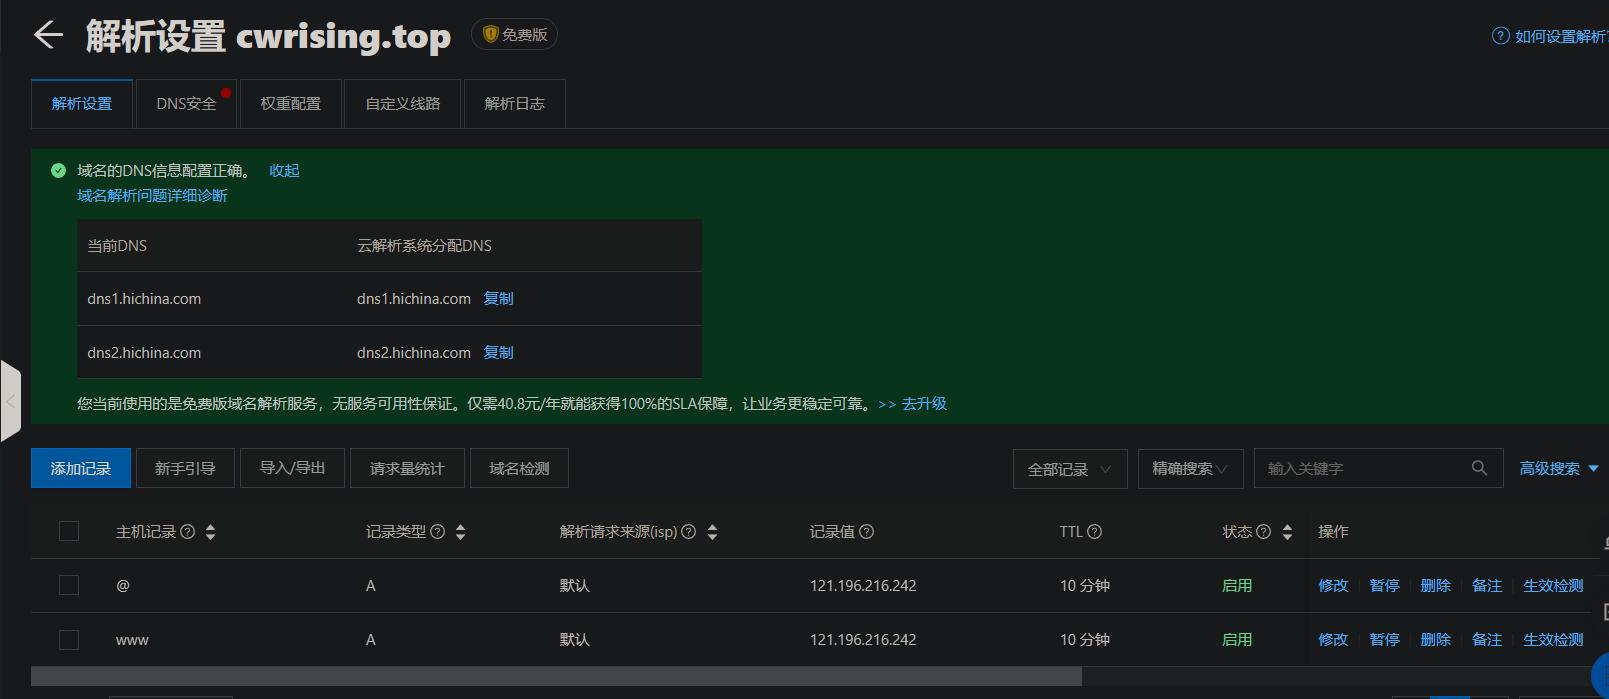 解析设置 cwrising.top 免费版
如何设置解析?
解析设置 DNS安全 权重配置 自定义线路 解析日志
域名的DNS信息配置正确。 收起
域名解析问题详细诊断
当前DNS 云解析系统分配DNS
dns1.hichina.com dns1.hichina.com 复制
dns2.hichina.com dns2.hichina.com 复制
您当前使用的是免费版域名解析服务，无服务可用性保证。仅需40.8元/年就能获得100%的SLA保障，让业务更稳定可靠。>> 去升级
添加记录 新手引导 导入/导出 请求量统计 域名检测 全部记录 精确搜索 输入关键字 高级搜索
主机记录 记录类型 解析请求来源(isp) 记录值 TTL 状态 操作
@ A 默认 121.196.216.242 10 分钟 启用 修改 暂停 删除 备注 生效检测
www A 默认 121.196.216.242 10 分钟 启用 修改 暂停 删除 备注 生效检测